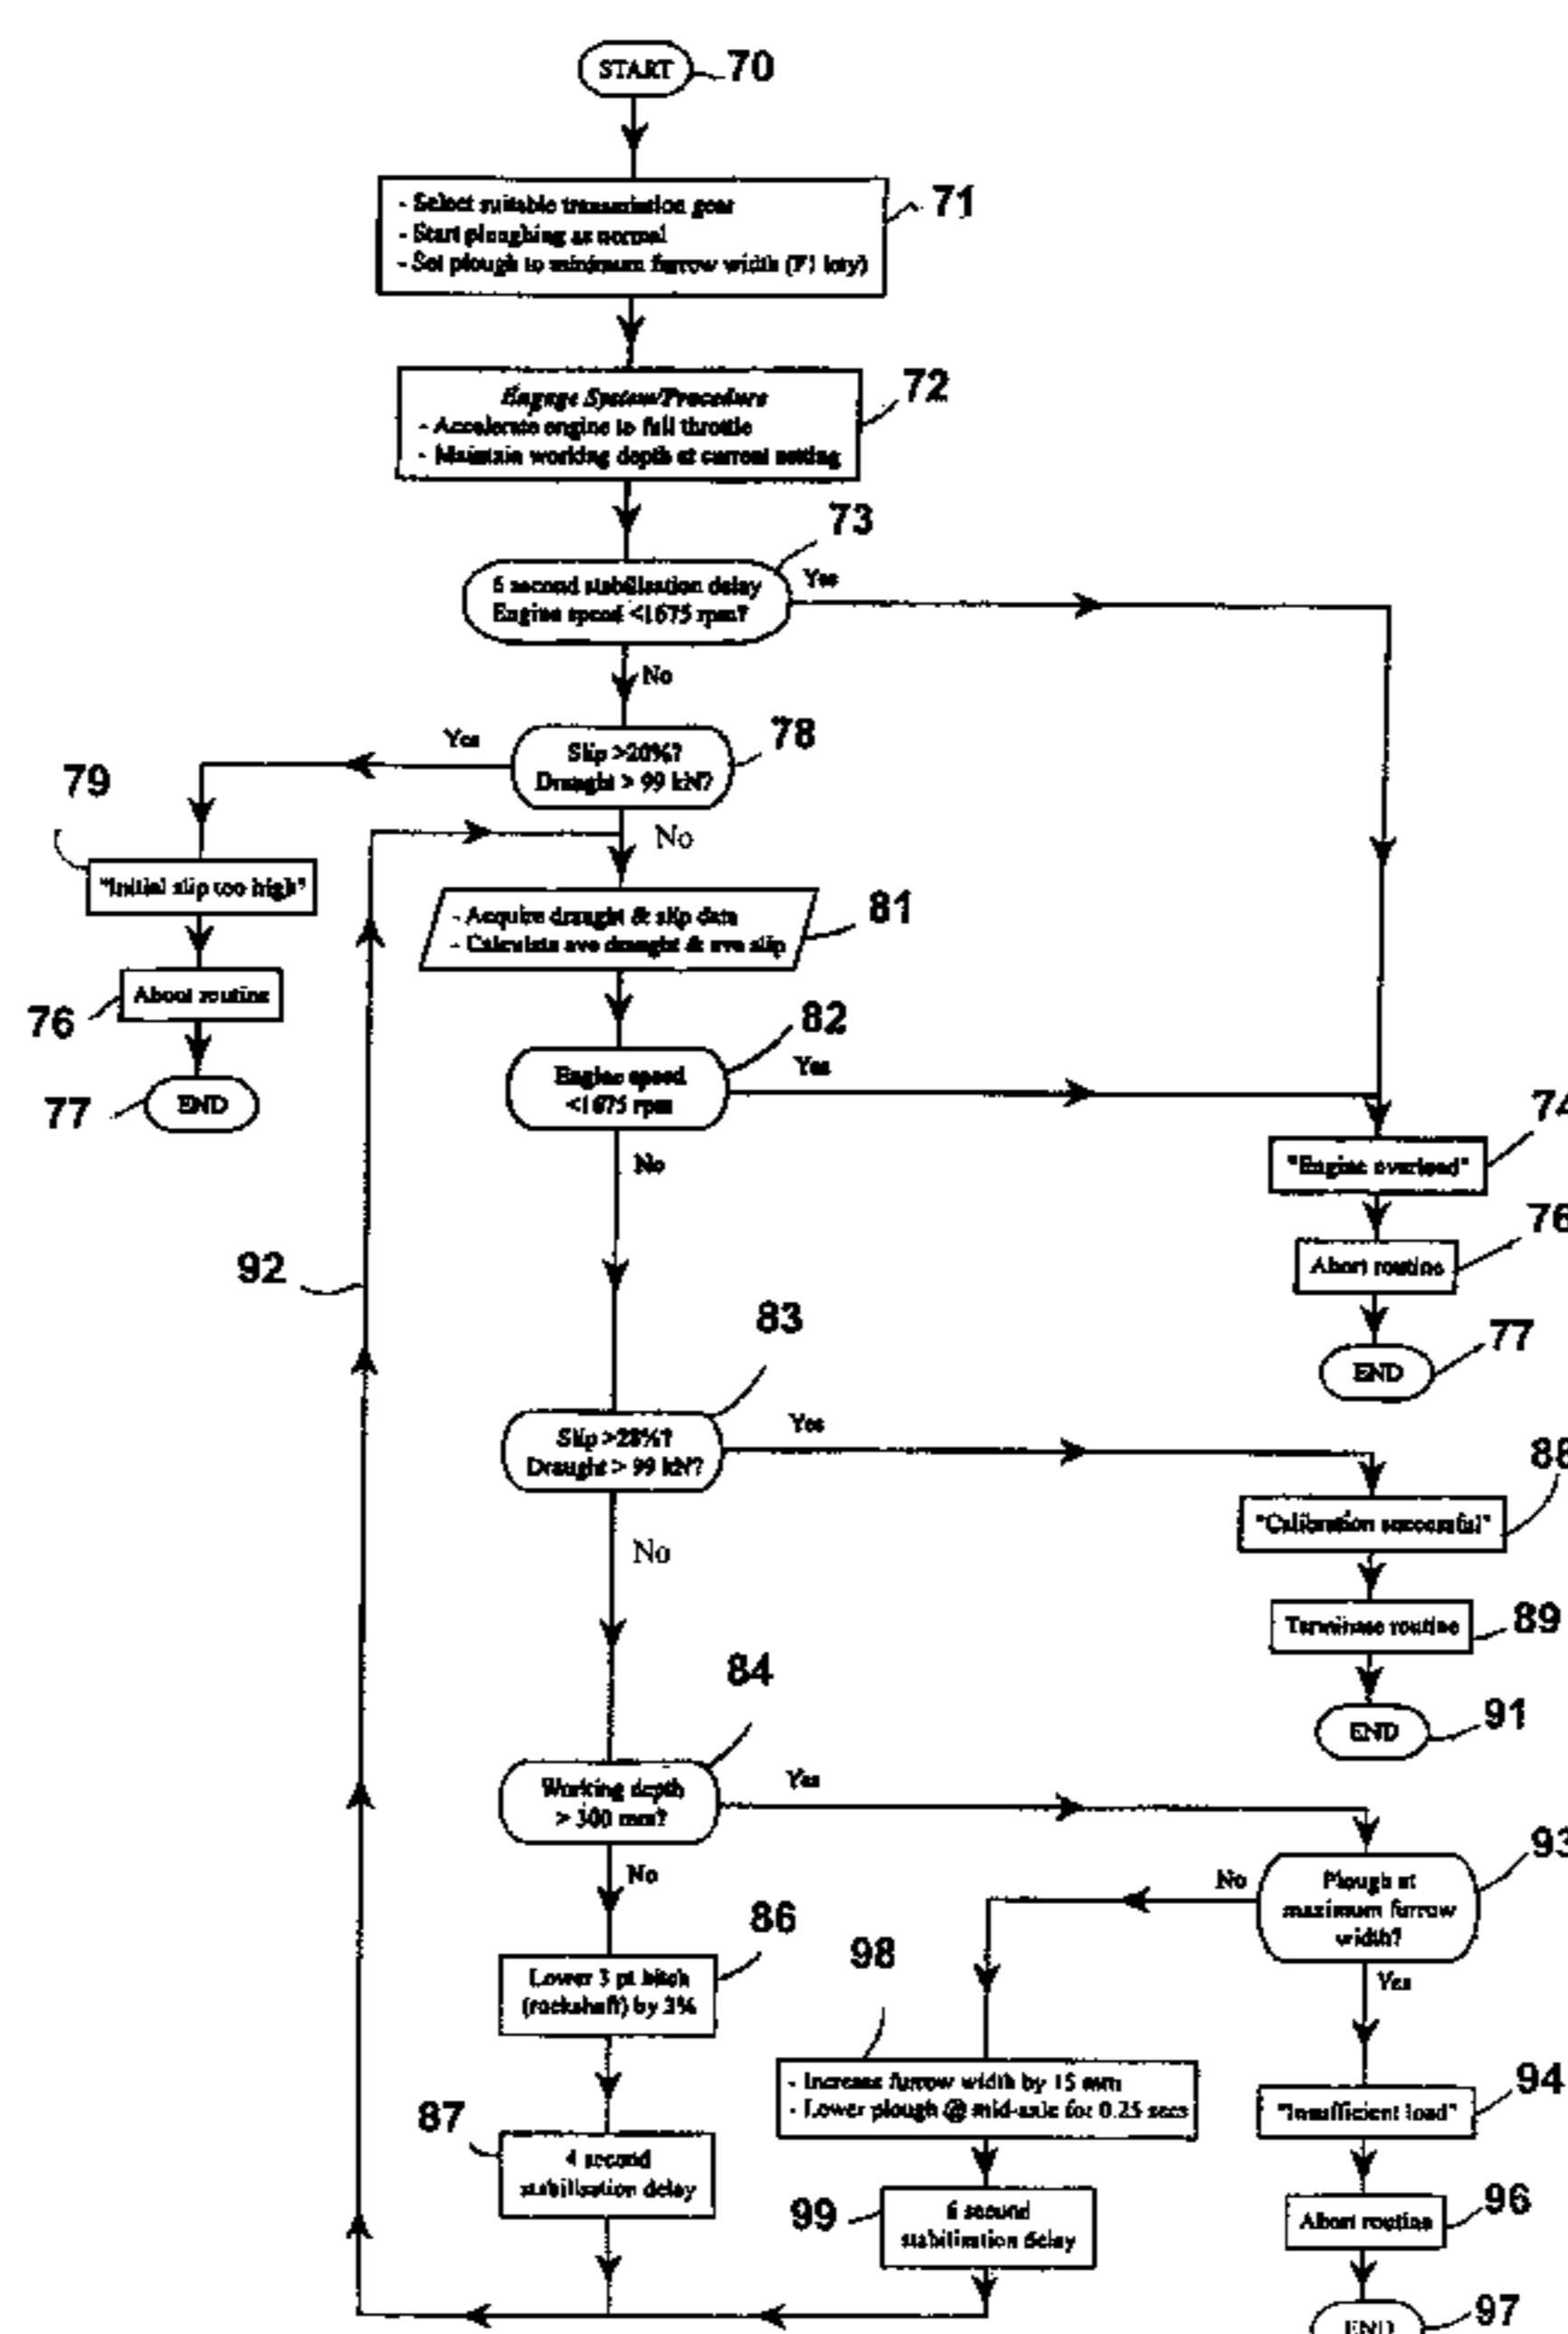 START
70
- Select suitable transmission gear
- Start ploughing as normal
- Set plough to minimum furrow width
71
Engage System/Procedure
- Accelerate engine to full throttle
- Maintain working depth at current setting
72
73
6 second stabilisation delay
Engine speed <1675 rpm?
Yes
No
78
Slip >20%?
Draught > 99 kN?
Yes
No
79
"Initial slip too high"
76
Abort routine
77
END
81
- Acquire draught & slip data
- Calculate ave draught & ave slip
82
Engine speed
<1675 rpm
Yes
No
74
"Engine overload"
76
Abort routine
77
END
92
83
Slip >28%?
Draught > 99 kN?
Yes
No
88
"Calibration successful"
Terminate routine
89
END
91
84
Working depth
> 300 mm?
Yes
No
93
Plough at
maximum furrow
width?
No
Yes
86
Lower 3 pt hitch
(rockshaft) by
98
- Increase furrow width by 15 mm
- Lower plough @ mid-axle for 0.25 secs
94
"Insufficient load"
87
4 second
stabilisation delay
99
6 second
stabilisation delay
96
Abort routine
END
97